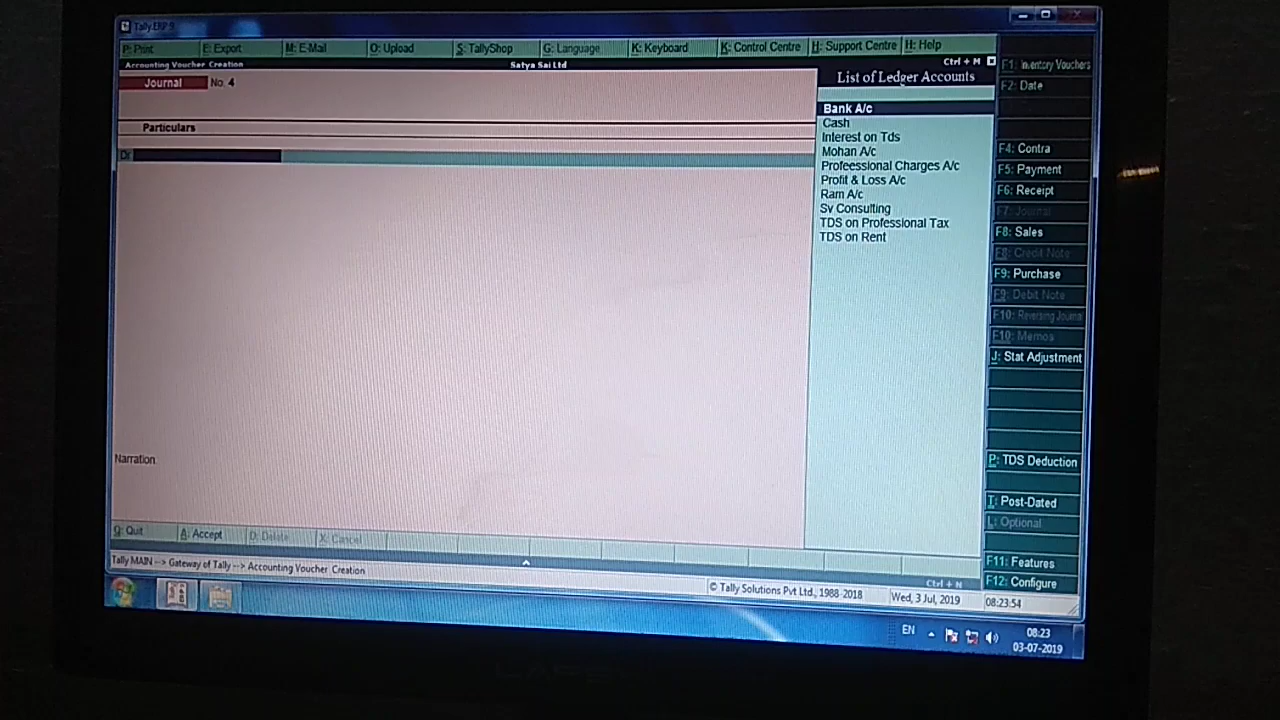 Tally.ERP 9
P: Print E: Export M: E-Mail O: Upload S: TallyShop G: Language K: Keyboard K: Control Centre H: Support Centre H: Help
Accounting Voucher Creation Satya Sai Ltd Ctrl + M
Journal No. 4
Particulars
Dr
Narration
List of Ledger Accounts
Bank A/c
Cash
Interest on Tds
Mohan A/c
Profeessional Charges A/c
Profit & Loss A/c
Ram A/c
Sv Consulting
TDS on Professional Tax
TDS on Rent
F1: Inventory Vouchers
F2: Date
F4: Contra
F5: Payment
F6: Receipt
F7: Journal
F8: Sales
F8: Credit Note
F9: Purchase
F9: Debit Note
F10: Reversing Journal
F10: Memos
J: Stat Adjustment
P: TDS Deduction
T: Post-Dated
L: Optional
F11: Features
F12: Configure
Q: Quit A: Accept D: Delete X: Cancel
Tally MAIN --> Gateway of Tally --> Accounting Voucher Creation Ctrl + N
© Tally Solutions Pvt Ltd., 1988-2018 Wed, 3 Jul, 2019 08:23:54
EN 08:23
03-07-2019